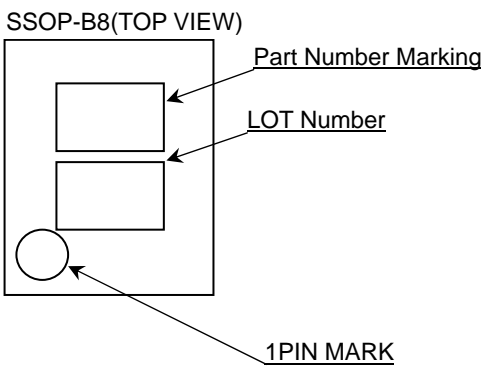 SSOP-B8(TOP VIEW)
Part Number Marking
LOT Number
1PIN MARK